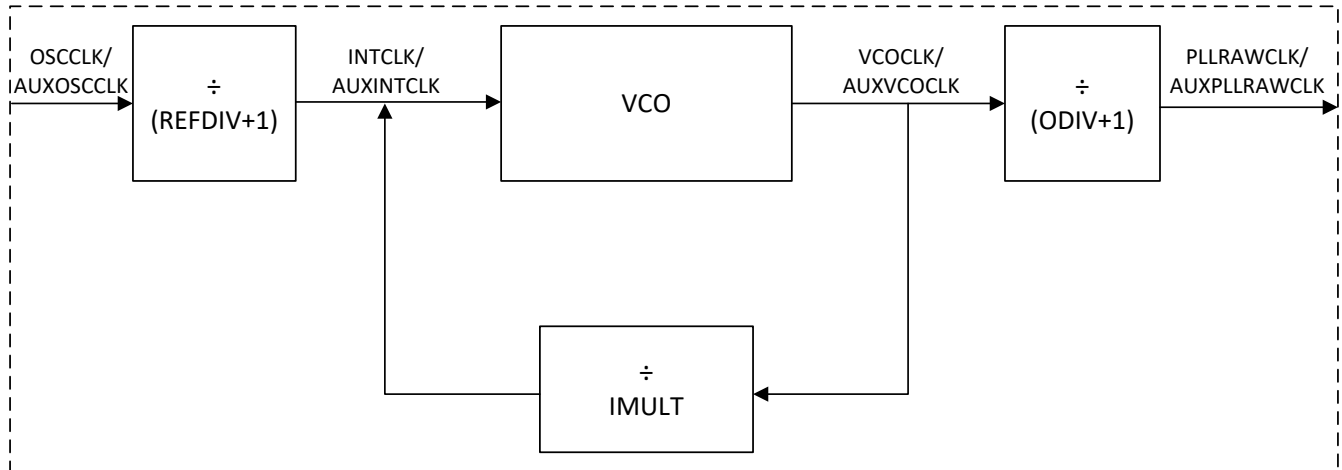 OSCCLK/
AUXOSCCLK
÷
(REFDIV+1)
INTCLK/
AUXINTCLK
VCO
VCOCLK/
AUXVCOCLK
÷
(ODIV+1)
PLLRAWCLK/
AUXPLLRAWCLK
÷
IMULT